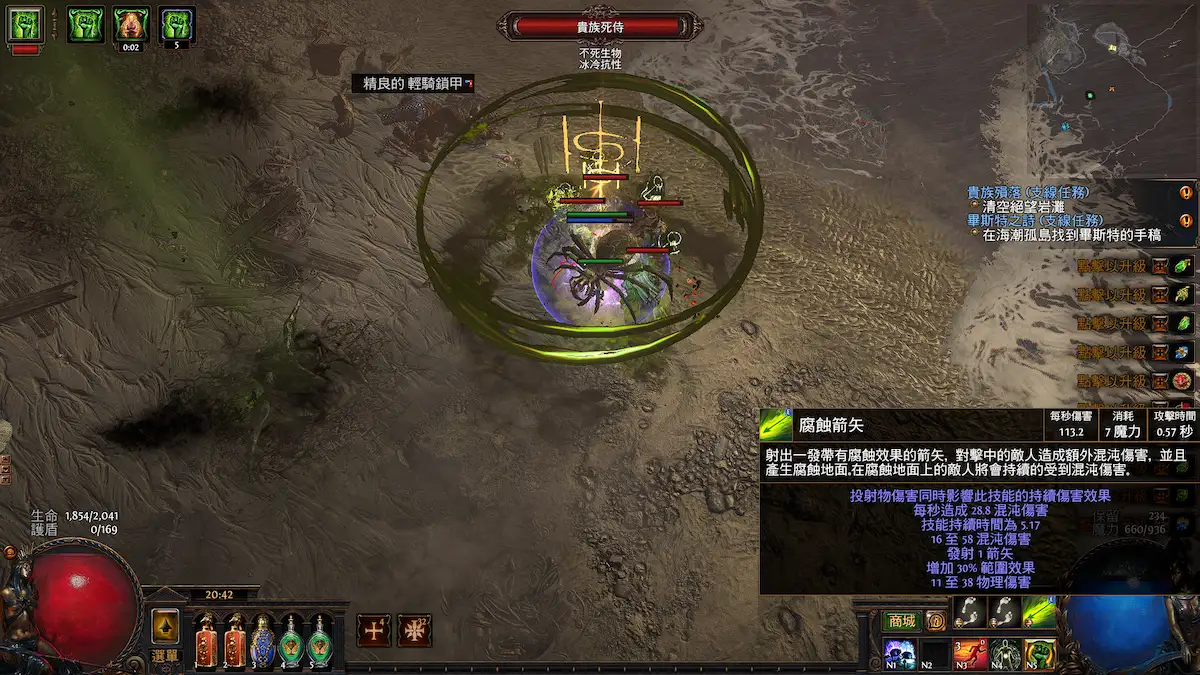 0:02
5
貴族死侍
不死生物
冰冷抗性
精良的 輕騎鎖甲
貴族殞落 (支線任務)
清空絕望岩灘
畢斯特之詩 (支線任務)
在海潮孤島找到畢斯特的手稿
點擊以升級
點擊以升級
點擊以升級
點擊以升級
點擊以升級
腐蝕箭矢
每秒傷害
113.2
消耗
7 魔力
攻擊時間
0.57 秒
射出一發帶有腐蝕效果的箭矢, 對擊中的敵人造成額外混沌傷害, 並且
產生腐蝕地面.在腐蝕地面上的敵人將會持續的受到混沌傷害。
投射物傷害同時影響此技能的持續傷害效果
每秒造成 28.8 混沌傷害
技能持續時間為 5.17
16 至 58 混沌傷害
發射 1 箭矢
增加 30% 範圍效果
11 至 38 物理傷害
保留 234
魔力 660/936
生命 1,854/2,041
護盾 0/169
20:42
選單
1
2
3
4
5
4
32
商城
N1
N2
3
N3
N4
N5